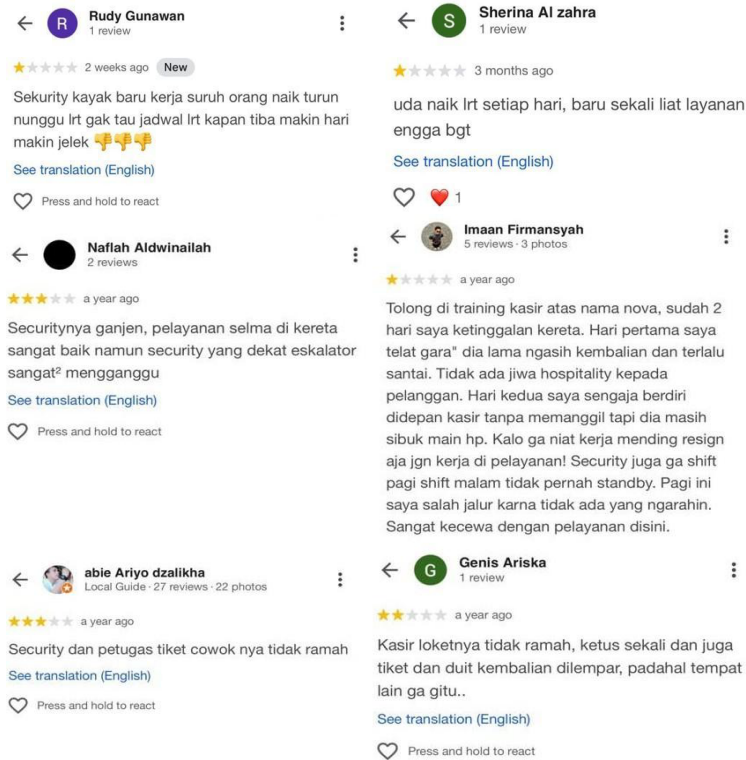 Rudy Gunawan
1 review
2 weeks ago New
Sekurity kayak baru kerja suruh orang naik turun
nunggu lrt gak tau jadwal lrt kapan tiba makin hari
makin jelek 👎👎👎
See translation (English)
Press and hold to react
Naflah Aldwinailah
2 reviews
a year ago
Securitynya ganjen, pelayanan selma di kereta
sangat baik namun security yang dekat eskalator
sangat² mengganggu
See translation (English)
Press and hold to react
abie Ariyo dzalikha
Local Guide · 27 reviews · 22 photos
a year ago
Security dan petugas tiket cowok nya tidak ramah
See translation (English)
Press and hold to react
S
Sherina Al zahra
1 review
3 months ago
uda naik lrt setiap hari, baru sekali liat layanan
engga bgt
See translation (English)
❤️ 1
Imaan Firmansyah
5 reviews · 3 photos
a year ago
Tolong di training kasir atas nama nova, sudah 2
hari saya ketinggalan kereta. Hari pertama saya
telat gara" dia lama ngasih kembalian dan terlalu
santai. Tidak ada jiwa hospitality kepada
pelanggan. Hari kedua saya sengaja berdiri
didepan kasir tanpa memanggil tapi dia masih
sibuk main hp. Kalo ga niat kerja mending resign
aja jgn kerja di pelayanan! Security juga ga shift
pagi shift malam tidak pernah standby. Pagi ini
saya salah jalur karna tidak ada yang ngarahin.
Sangat kecewa dengan pelayanan disini.
G
Genis Ariska
1 review
a year ago
Kasir loketnya tidak ramah, ketus sekali dan juga
tiket dan duit kembalian dilempar, padahal tempat
lain ga gitu..
See translation (English)
Press and hold to react